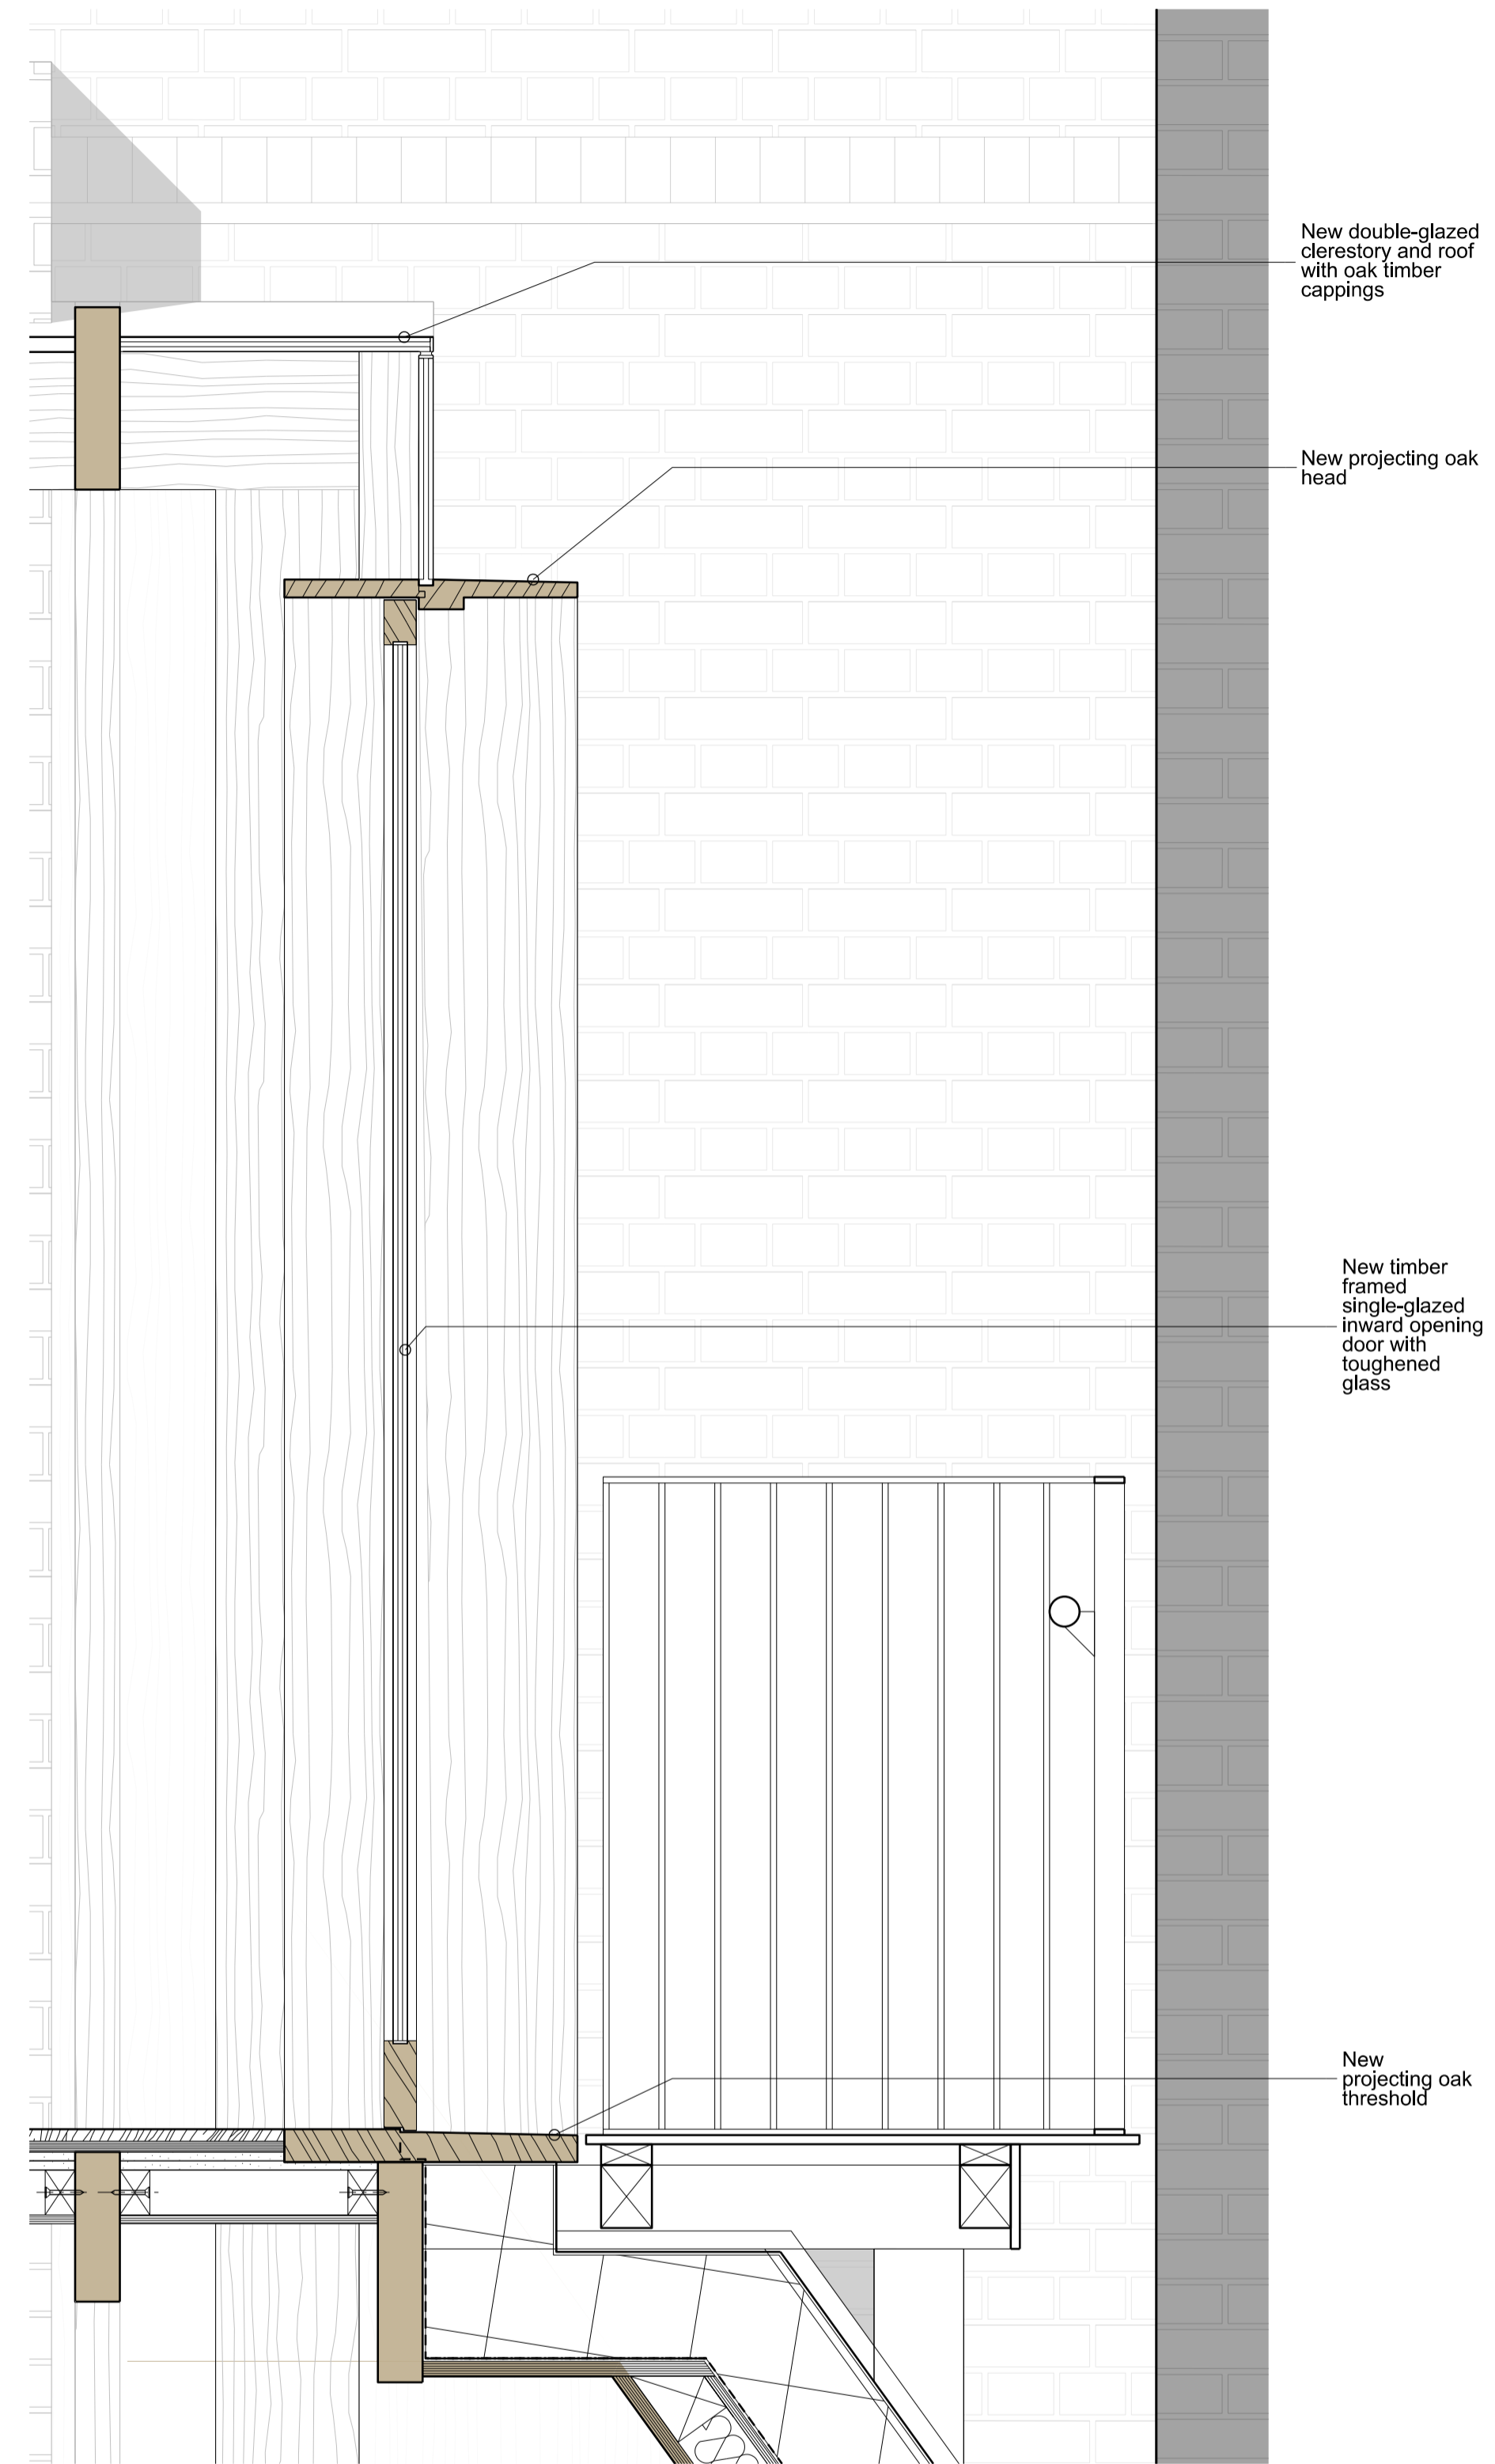 New double-glazed
clerestory and roof
with oak timber
cappings
New projecting oak
head
New timber
framed
single-glazed
inward opening
door with
toughened
glass
New
projecting oak
threshold